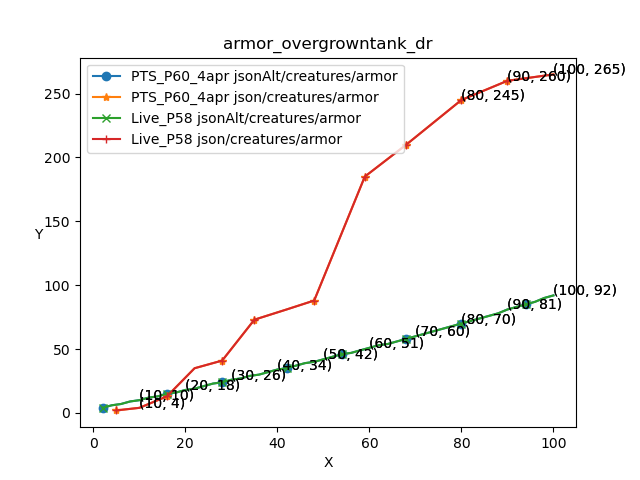 armor_overgrowntank_dr
PTS_P60_4apr jsonAlt/creatures/armor
PTS_P60_4apr json/creatures/armor
Live_P58 jsonAlt/creatures/armor
Live_P58 json/creatures/armor
(100, 265)
(90, 260)
(80, 245)
(100, 92)
(90, 81)
(80, 70)
(70, 60)
(60, 51)
(50, 42)
(40, 34)
(30, 26)
(20, 18)
(10, 10)
(10, 4)
Y
250
200
150
100
50
0
0 20 40 60 80 100
X